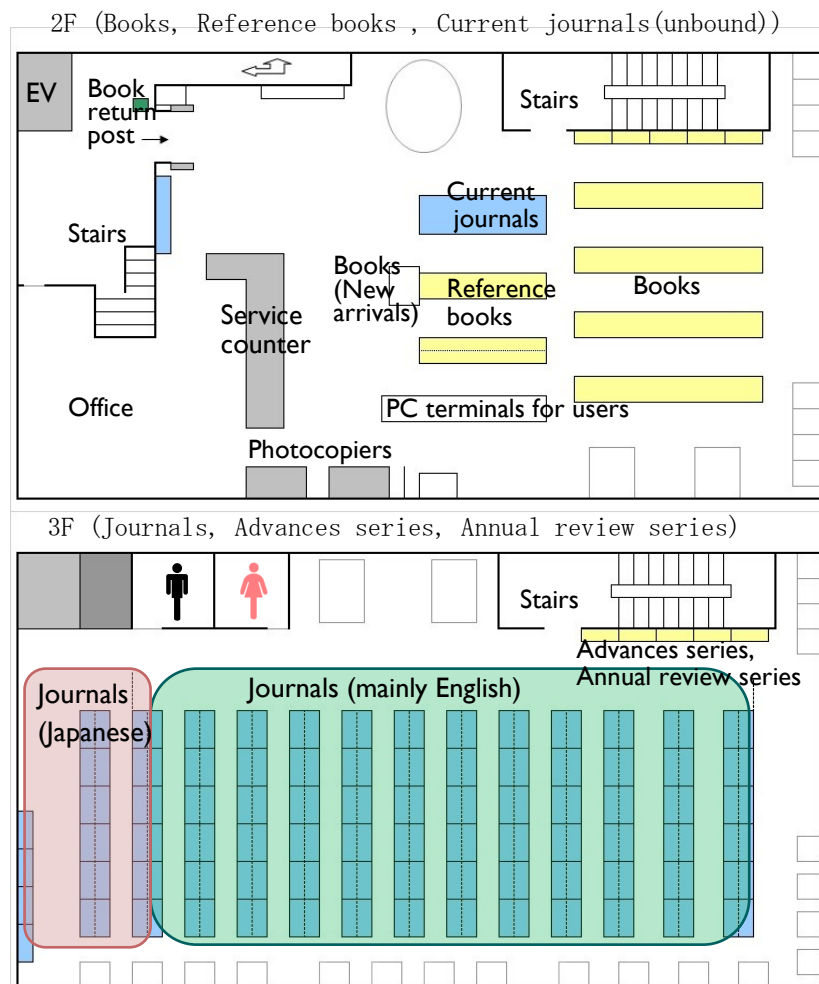 2F (Books, Reference books , Current journals(unbound))
EV
Book
return
post
Stairs
Current
journals
Stairs
Books
(New
arrivals)
Reference
books
Books
Service
counter
Office
PC terminals for users
Photocopiers
3F (Journals, Advances series, Annual review series)
Stairs
Advances series,
Annual review series
Journals
(Japanese)
Journals (mainly English)